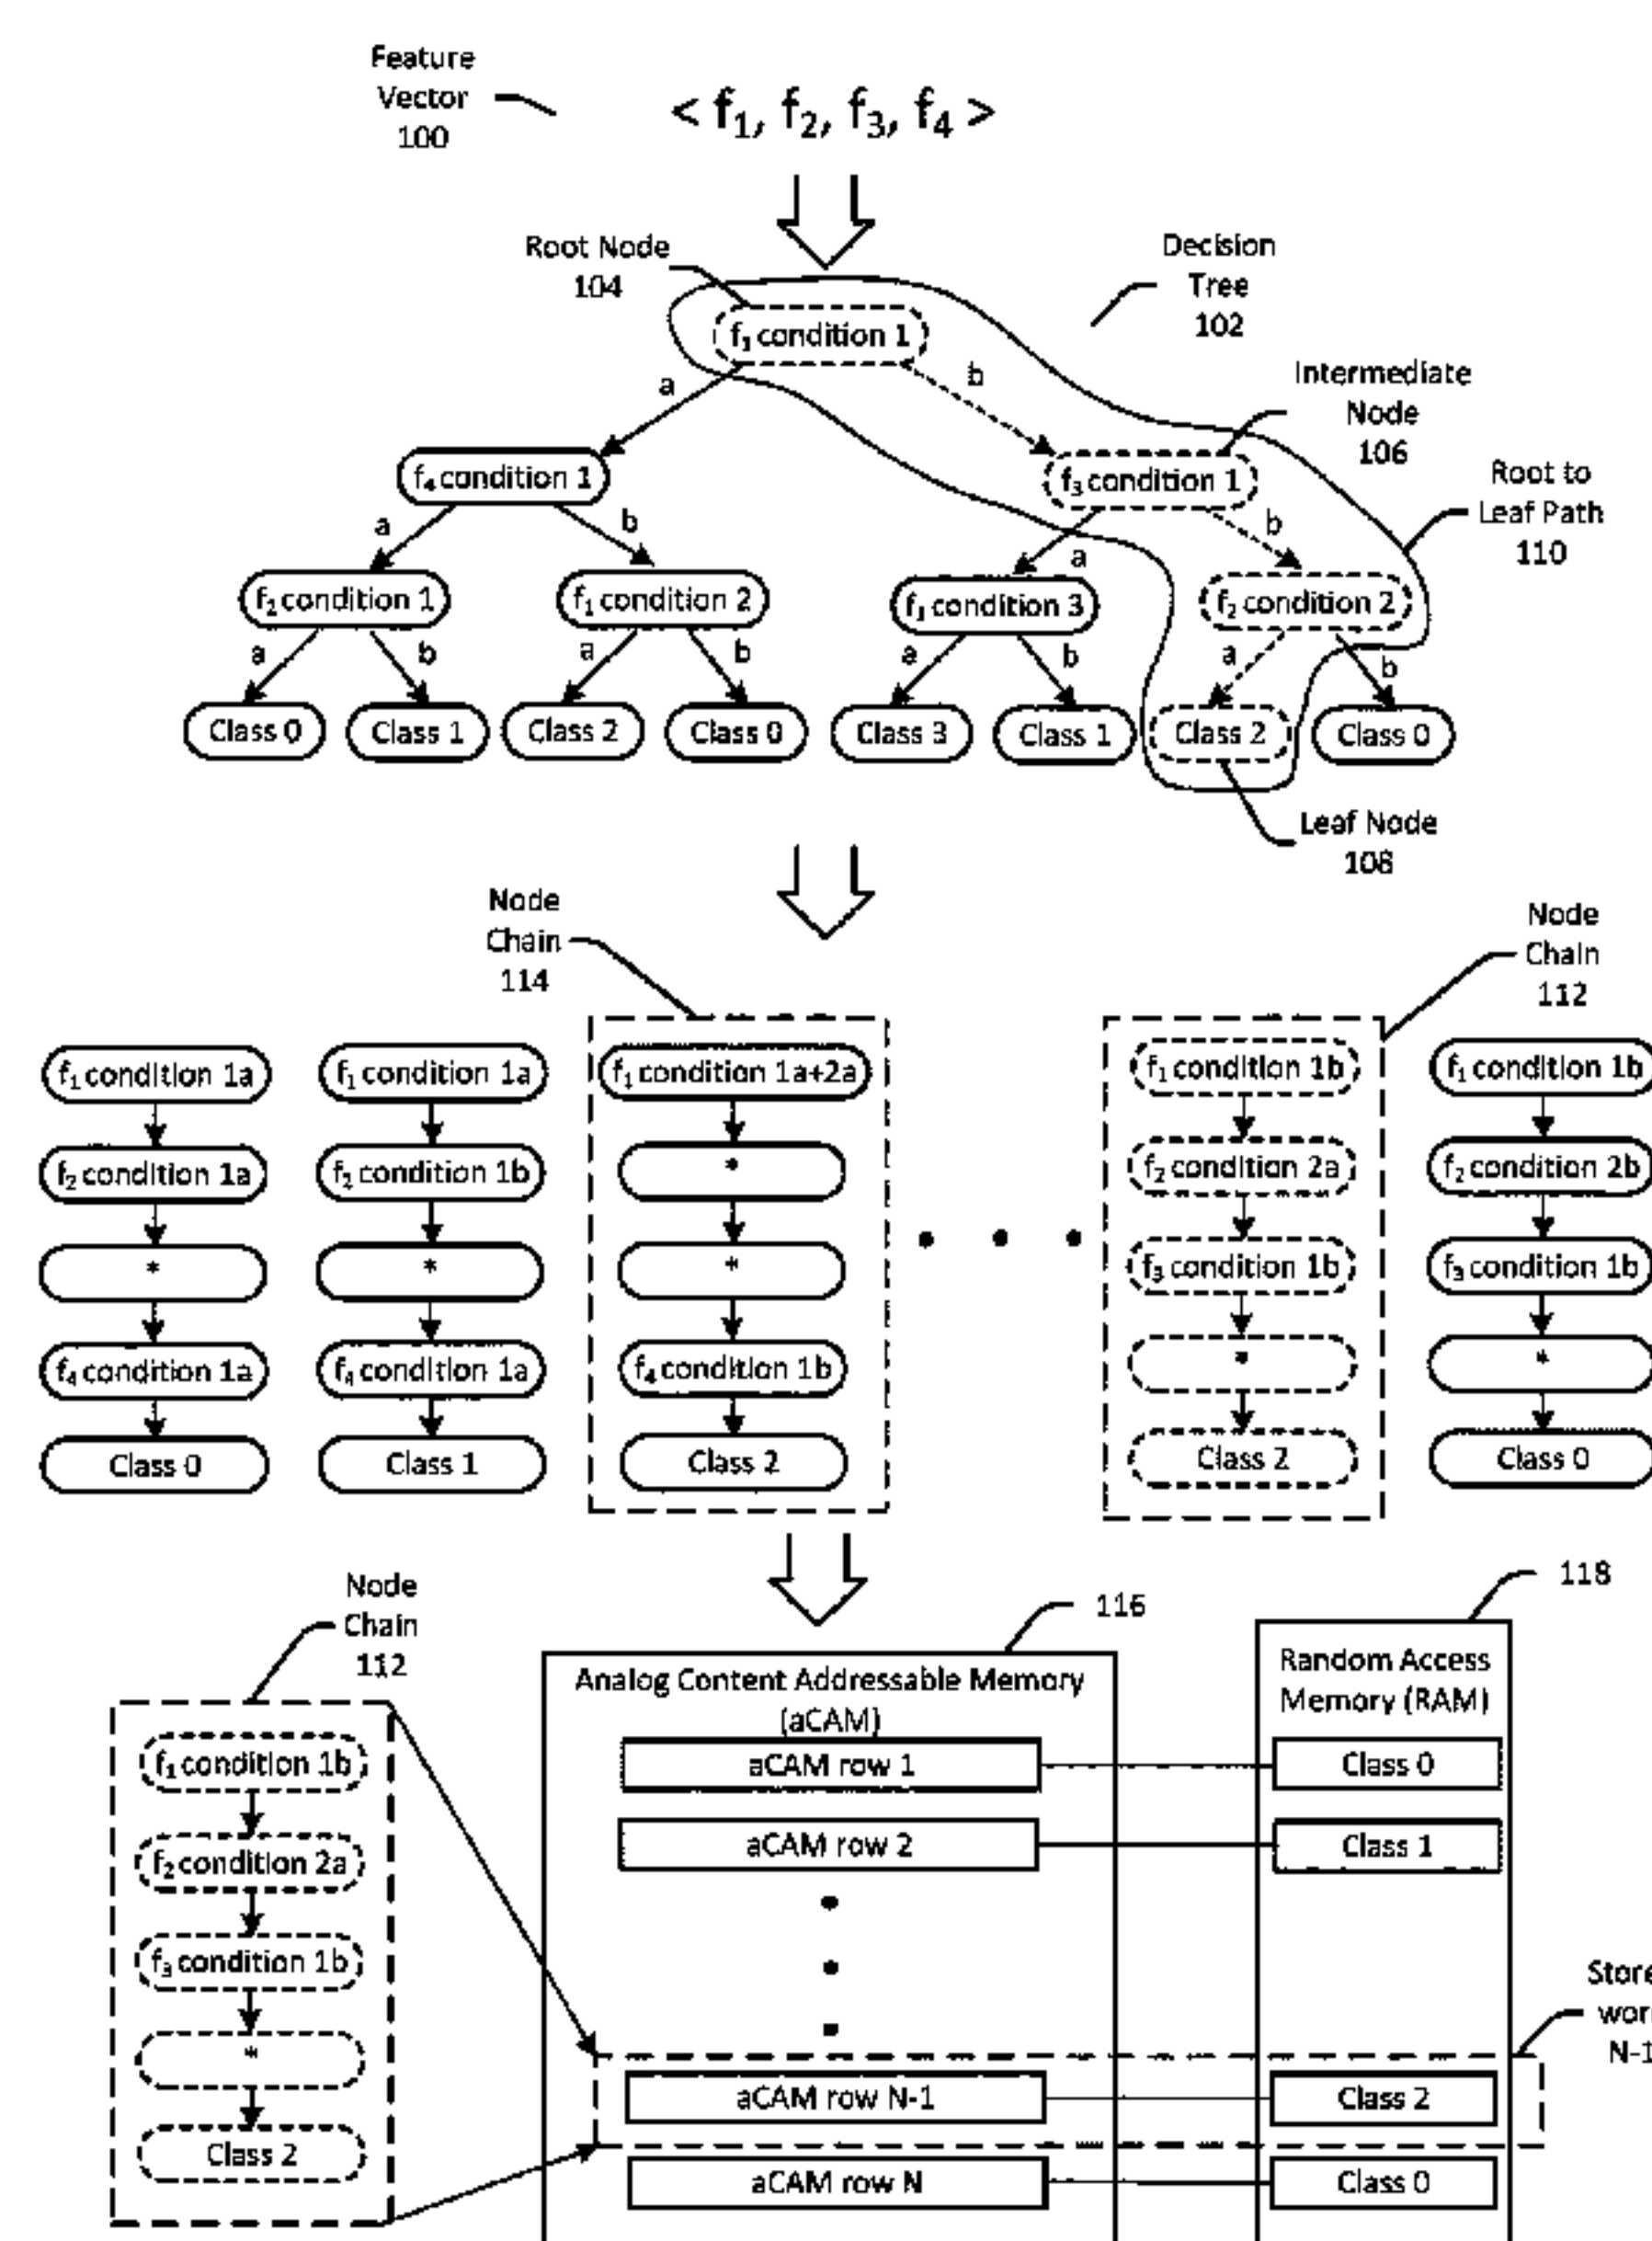 Feature
Vector
100
< f₁, f₂, f₃, f₄ >
Root Node
104
Decision
Tree
102
f₁ condition 1
a
b
Intermediate
Node
106
f₄ condition 1
f₃ condition 1
Root to
Leaf Path
110
a
b
a
b
f₂ condition 1
f₁ condition 2
f₁ condition 3
f₂ condition 2
a
b
a
b
a
b
a
b
Class 0
Class 1
Class 2
Class 0
Class 3
Class 1
Class 2
Class 0
Leaf Node
108
Node
Chain
114
Node
Chain
112
f₁ condition 1a
f₂ condition 1a
*
f₄ condition 1a
Class 0
f₁ condition 1a
f₂ condition 1b
*
f₄ condition 1a
Class 1
f₁ condition 1a+2a
*
*
f₄ condition 1b
Class 2
f₁ condition 1b
f₂ condition 2a
f₃ condition 1b
*
Class 2
f₁ condition 1b
f₂ condition 2b
f₃ condition 1b
*
Class 0
Node
Chain
112
f₁ condition 1b
f₂ condition 2a
f₃ condition 1b
*
Class 2
116
Analog Content Addressable Memory
(aCAM)
aCAM row 1
aCAM row 2
aCAM row N-1
aCAM row N
118
Random Access
Memory (RAM)
Class 0
Class 1
Class 2
Class 0
Store
wor
N-1